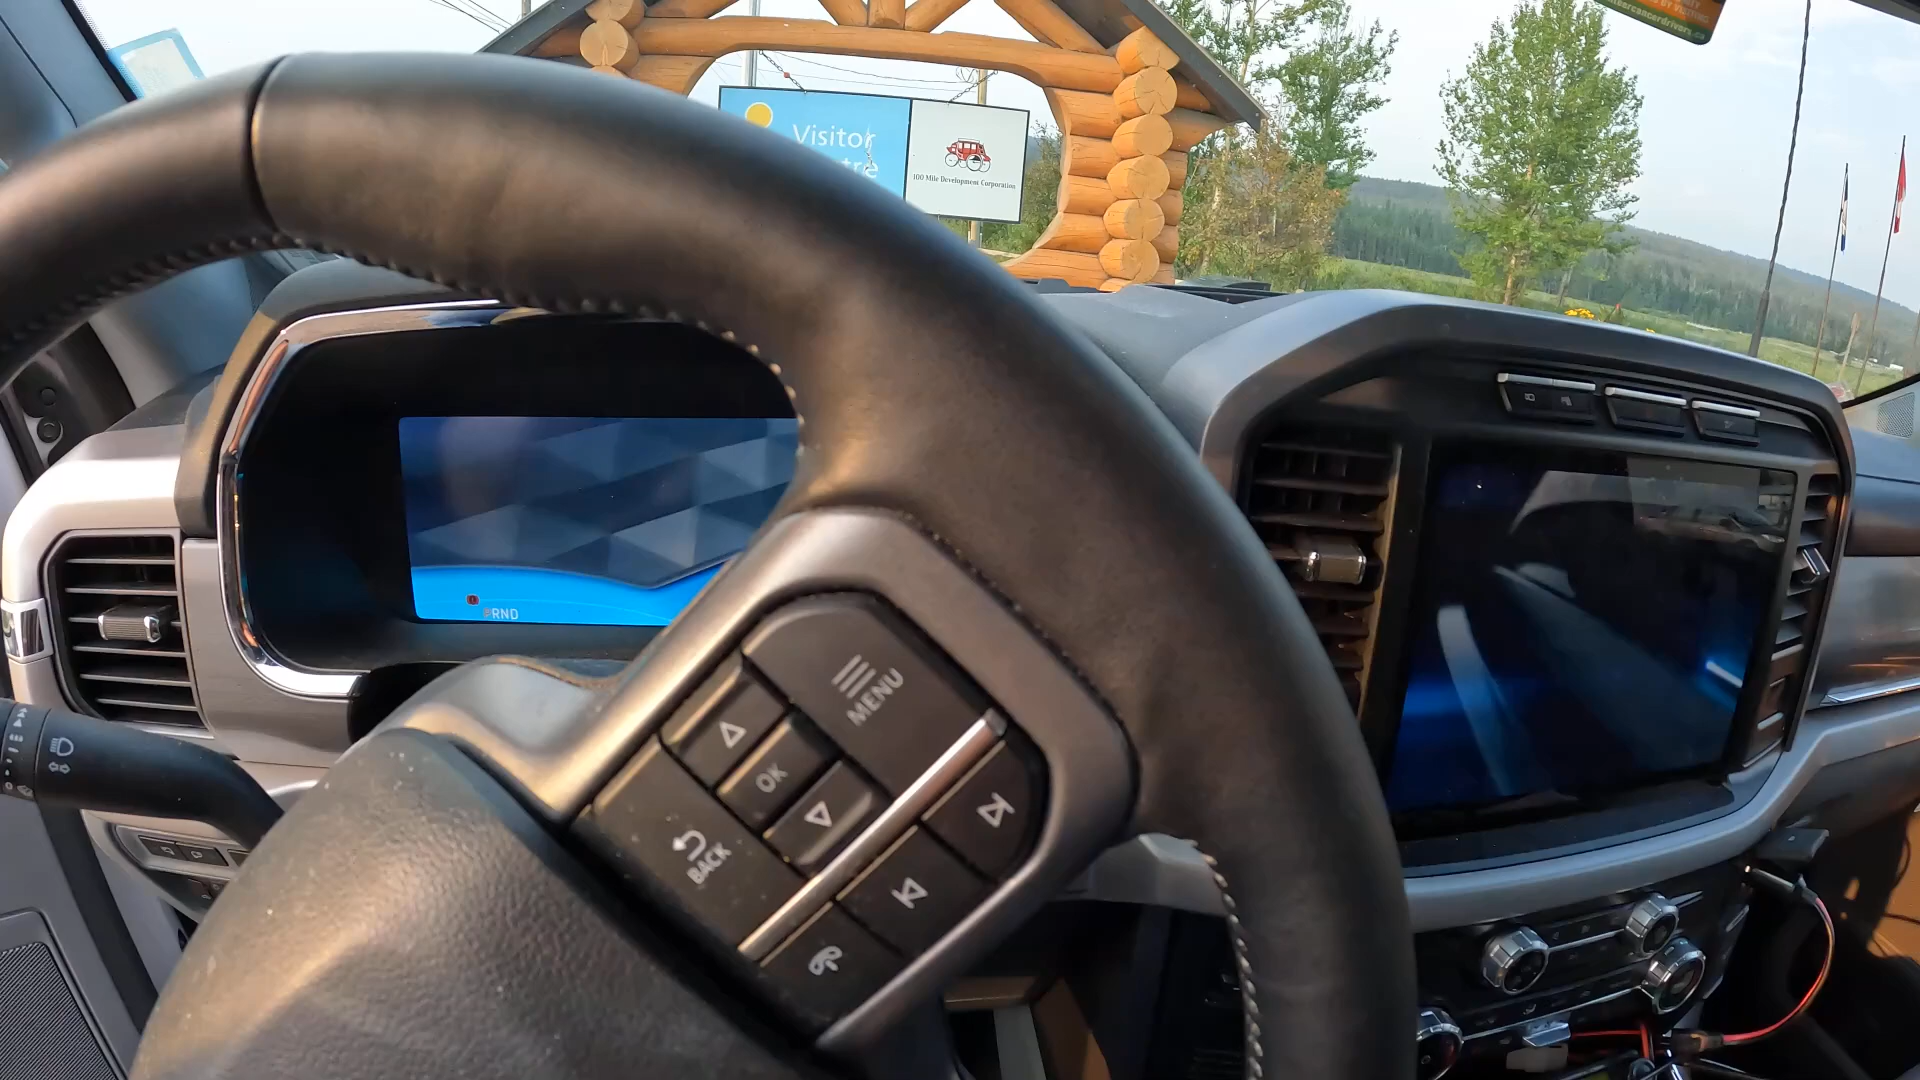 Visitor
100 Mile Development Corporation
PRND
MENU
OK
BACK